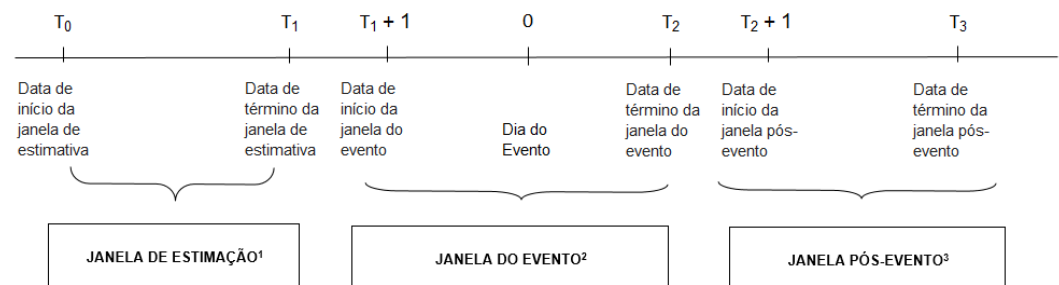 T₀ T₁ T₁ + 1 0 T₂ T₂ + 1 T₃
Data de
início da
janela de
estimativa
Data de
término da
janela de
estimativa
Data de
início da
janela do
evento
Dia do
Evento
Data de
término da
janela do
evento
Data de
início da
janela pós-
evento
Data de
término da
janela pós-
evento
JANELA DE ESTIMAÇÃO¹
JANELA DO EVENTO²
JANELA PÓS-EVENTO³